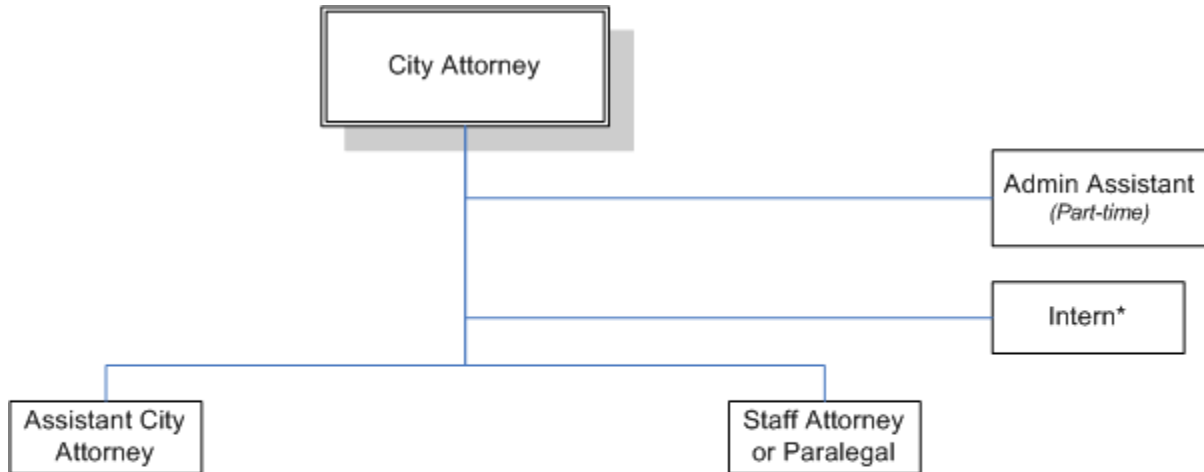 City Attorney
Admin Assistant
(Part-time)
Intern*
Assistant City
Attorney
Staff Attorney
or Paralegal